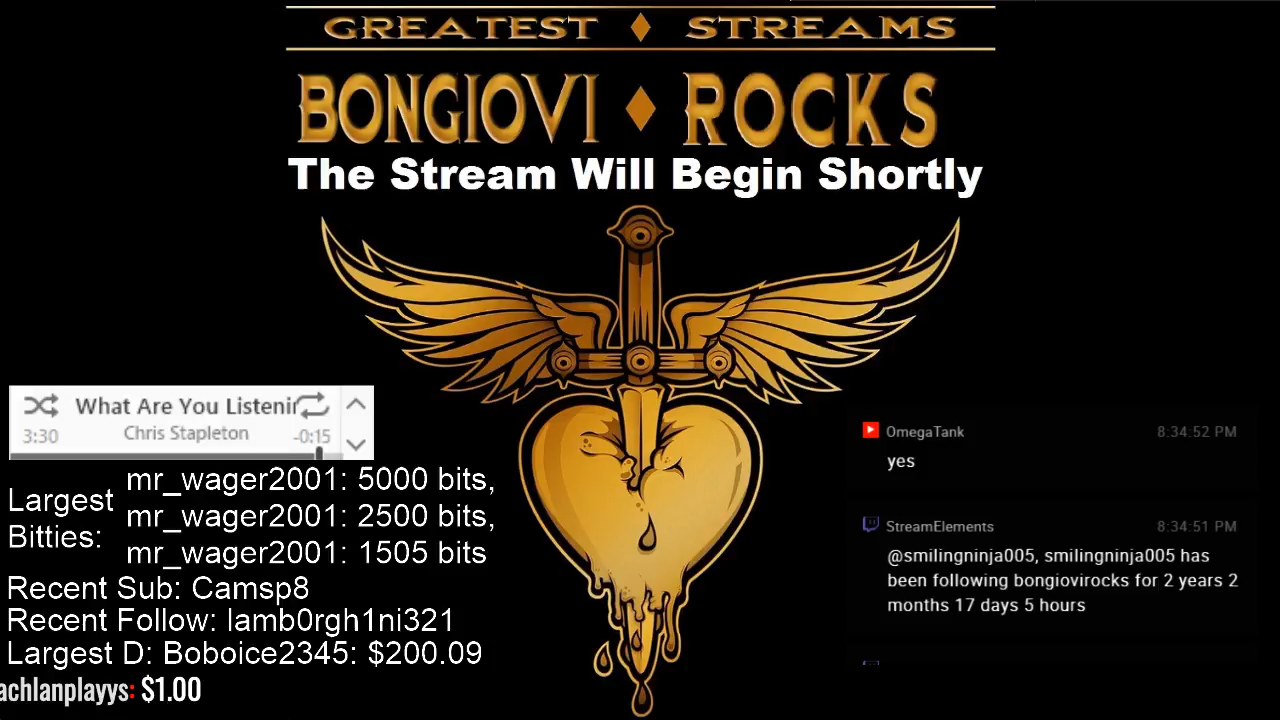 GREATEST ♦ STREAMS
BONGIOVI ♦ ROCKS
The Stream Will Begin Shortly
What Are You Listenin
Chris Stapleton
3:30
-0:15
Largest Bitties:
mr_wager2001: 5000 bits,
mr_wager2001: 2500 bits,
mr_wager2001: 1505 bits
Recent Sub: Camsp8
Recent Follow: lamb0rgh1ni321
Largest D: Boboice2345: $200.09
achlanplayys: $1.00
OmegaTank 8:34:52 PM
yes
StreamElements 8:34:51 PM
@smilingninja005, smilingninja005 has
been following bongiovirocks for 2 years 2
months 17 days 5 hours